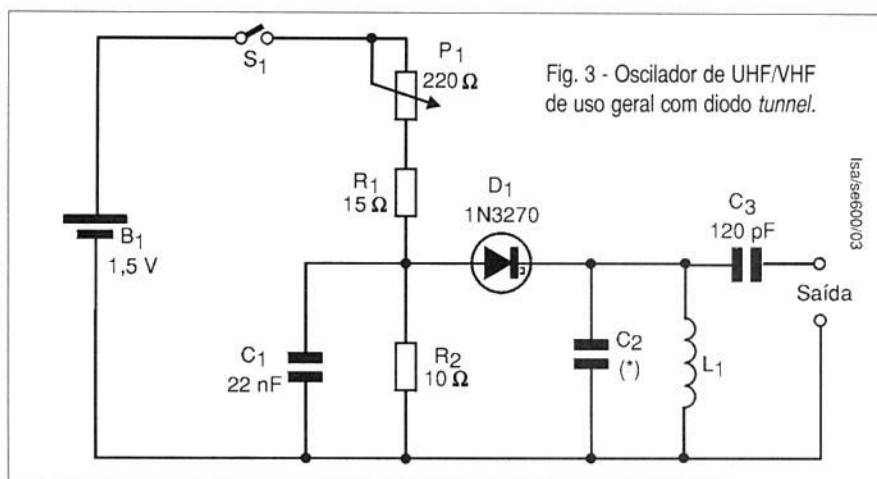 S1
P1
220 Ω
Fig. 3 - Oscilador de UHF/VHF
de uso geral com diodo tunnel.
R1
15 Ω
D1
1N3270
C3
120 pF
Isa/se600/03
B1
1,5 V
Saída
C1
22 nF
R2
10 Ω
C2
(*)
L1